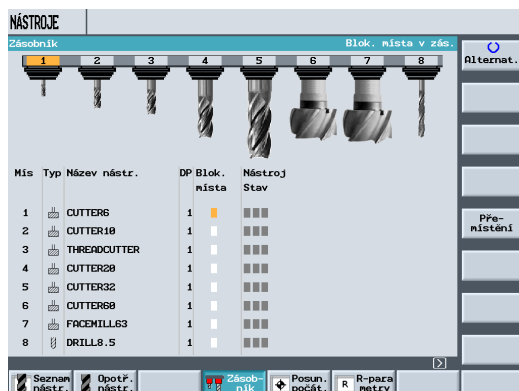 NÁSTROJE
Zásobník Blok. místa v zás.
Alternat.
1 2 3 4 5 6 7 8
Mís Typ Název nástr. DP Blok. místa Nástroj Stav
1 CUTTER6 1
2 CUTTER10 1
3 THREADCUTTER 1
4 CUTTER20 1
5 CUTTER32 1
6 CUTTER60 1
7 FACEMILL63 1
8 DRILL8.5 1
Pře-
místění
Seznam nástr. Opotř. nástr. Zásob-ník Posun. počát. R R-para metry